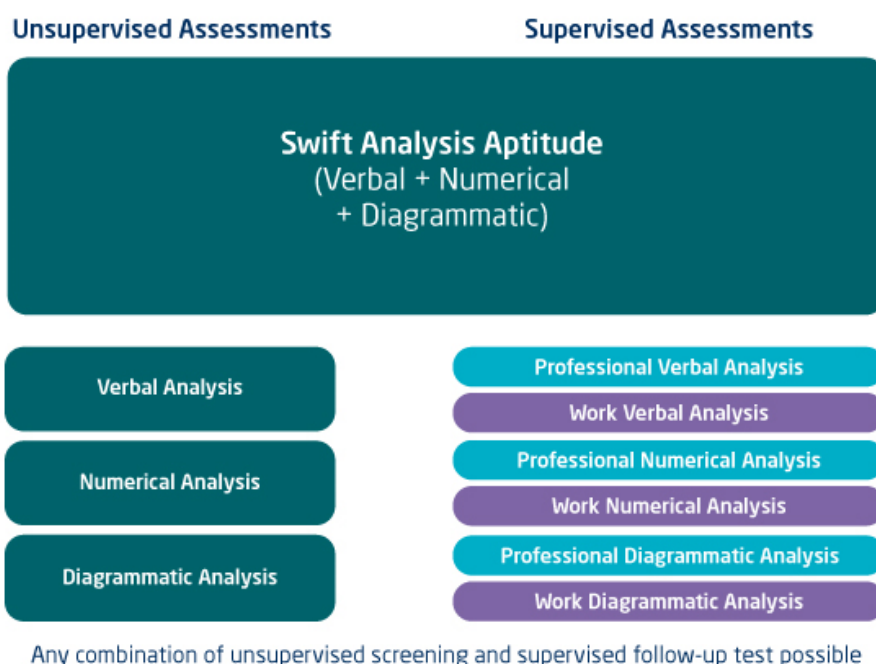 Unsupervised Assessments
Supervised Assessments
Swift Analysis Aptitude
(Verbal + Numerical
+ Diagrammatic)
Verbal Analysis
Numerical Analysis
Diagrammatic Analysis
Professional Verbal Analysis
Work Verbal Analysis
Professional Numerical Analysis
Work Numerical Analysis
Professional Diagrammatic Analysis
Work Diagrammatic Analysis
Any combination of unsupervised screening and supervised follow-up test possible